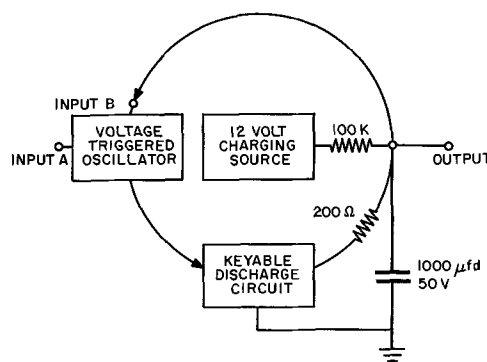 INPUT B
VOLTAGE
TRIGGERED
OSCILLATOR
INPUT A
12 VOLT
CHARGING
SOURCE
100 K
OUTPUT
200 Ω
KEYABLE
DISCHARGE
CIRCUIT
1000 μfd
50 V